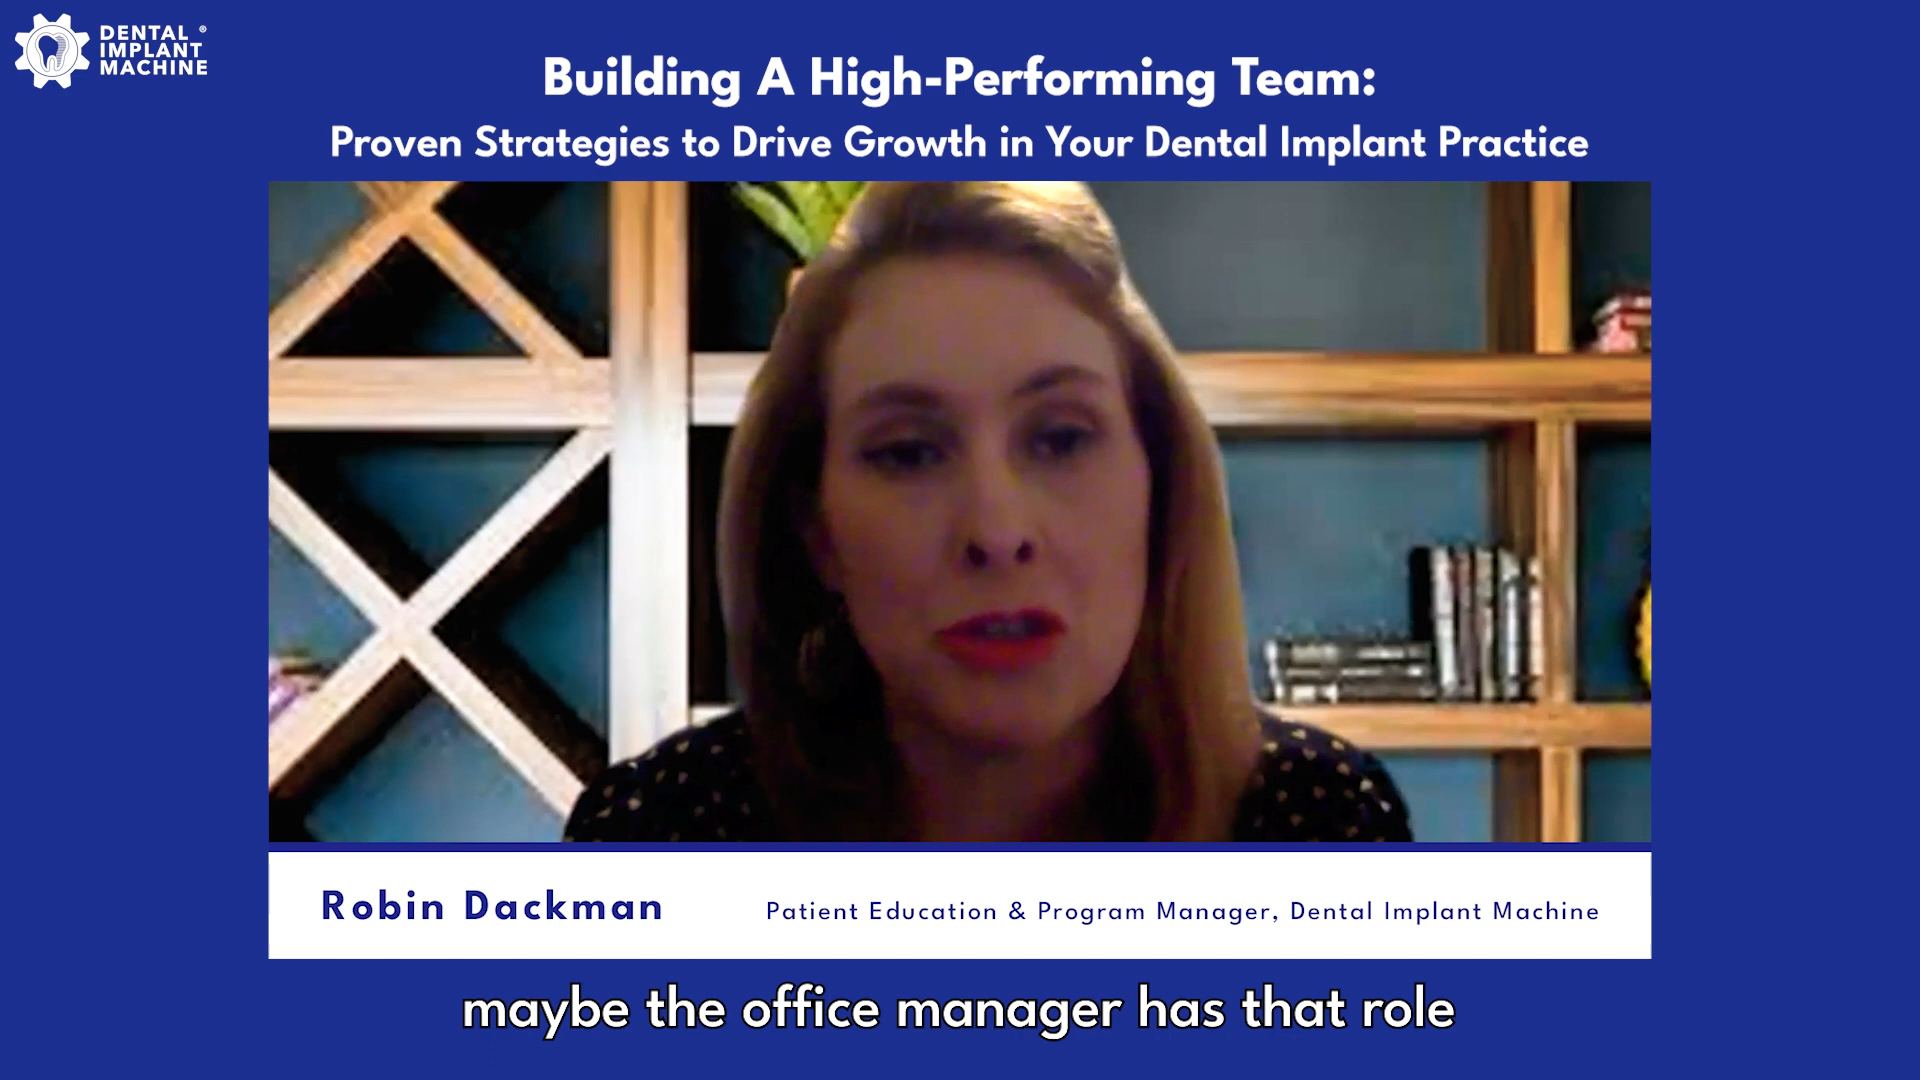 DENTAL ®
IMPLANT
MACHINE
Building A High-Performing Team:
Proven Strategies to Drive Growth in Your Dental Implant Practice
Robin Dackman
Patient Education & Program Manager, Dental Implant Machine
maybe the office manager has that role